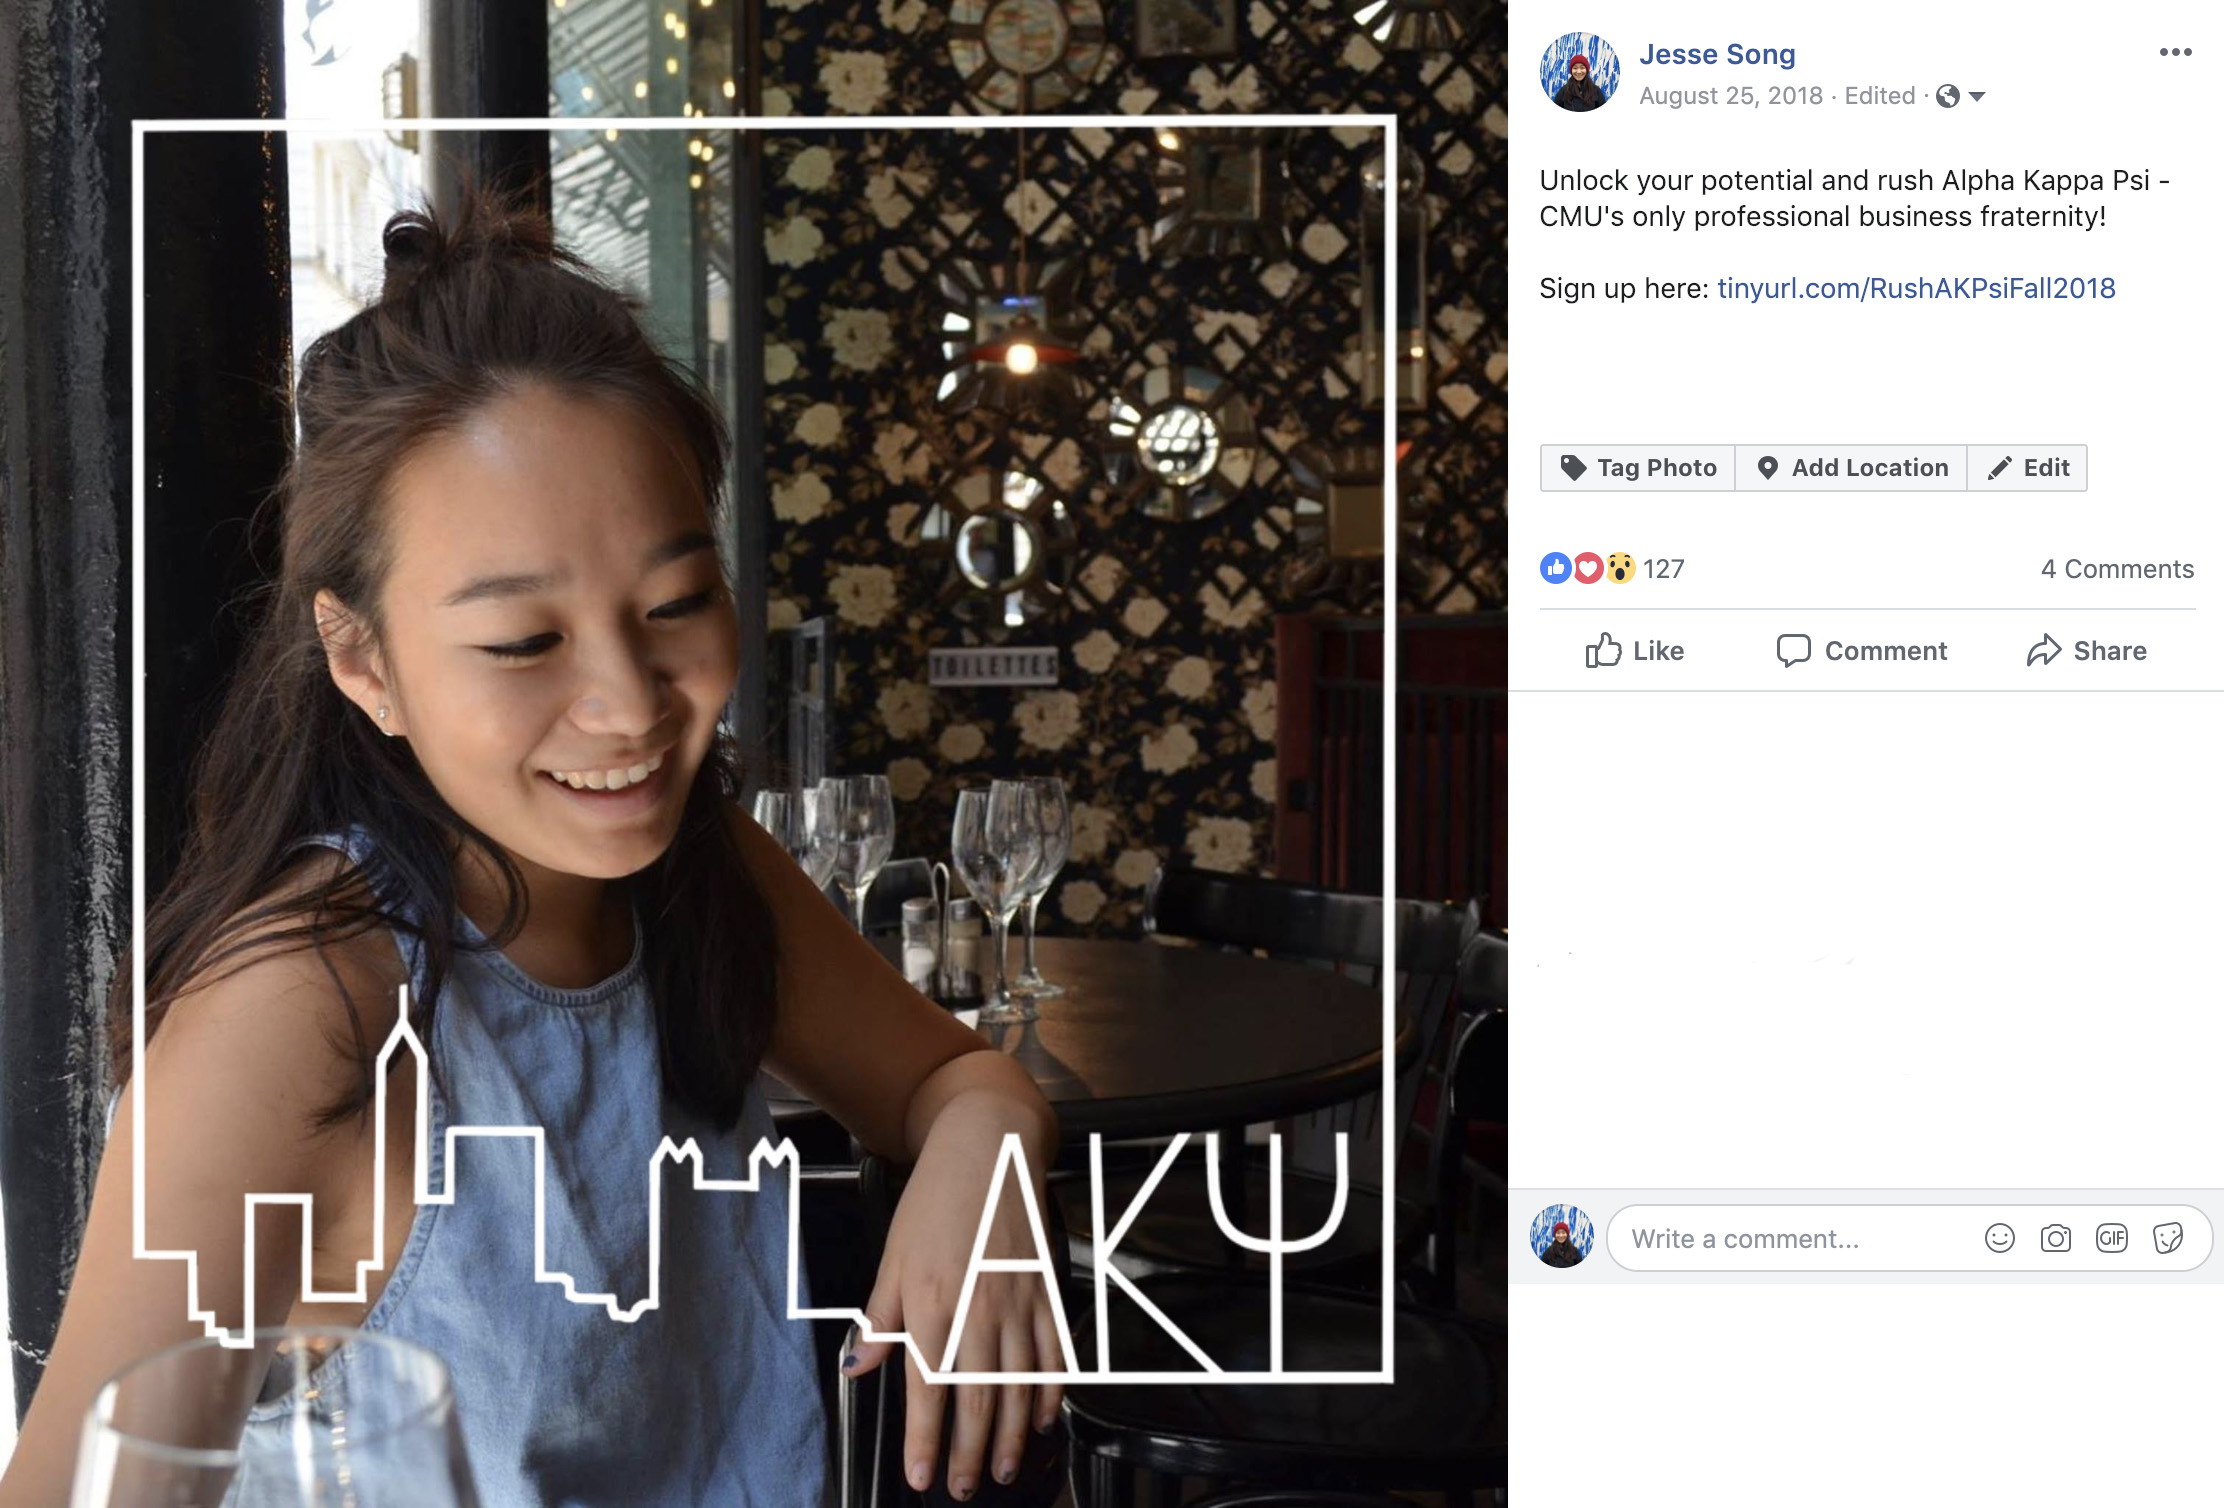 Jesse Song
August 25, 2018 · Edited ·
Unlock your potential and rush Alpha Kappa Psi -
CMU's only professional business fraternity!
Sign up here: tinyurl.com/RushAKPsiFall2018
Tag Photo Add Location Edit
127 4 Comments
Like Comment Share
TOILETTES
ΑΚΨ
Write a comment... GIF